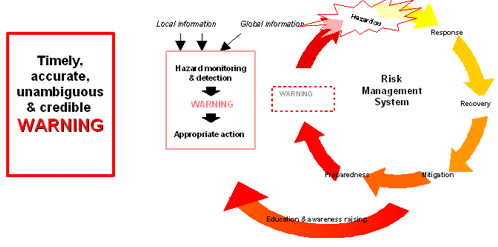 Timely,
accurate,
unambiguous
& credible
WARNING
Local information
Global information
Hazard monitoring
& detection
WARNING
Appropriate action
WARNING
Hazardou
Response
Risk
Management
System
Recovery
Mitigation
Preparedness
Education & awareness raising